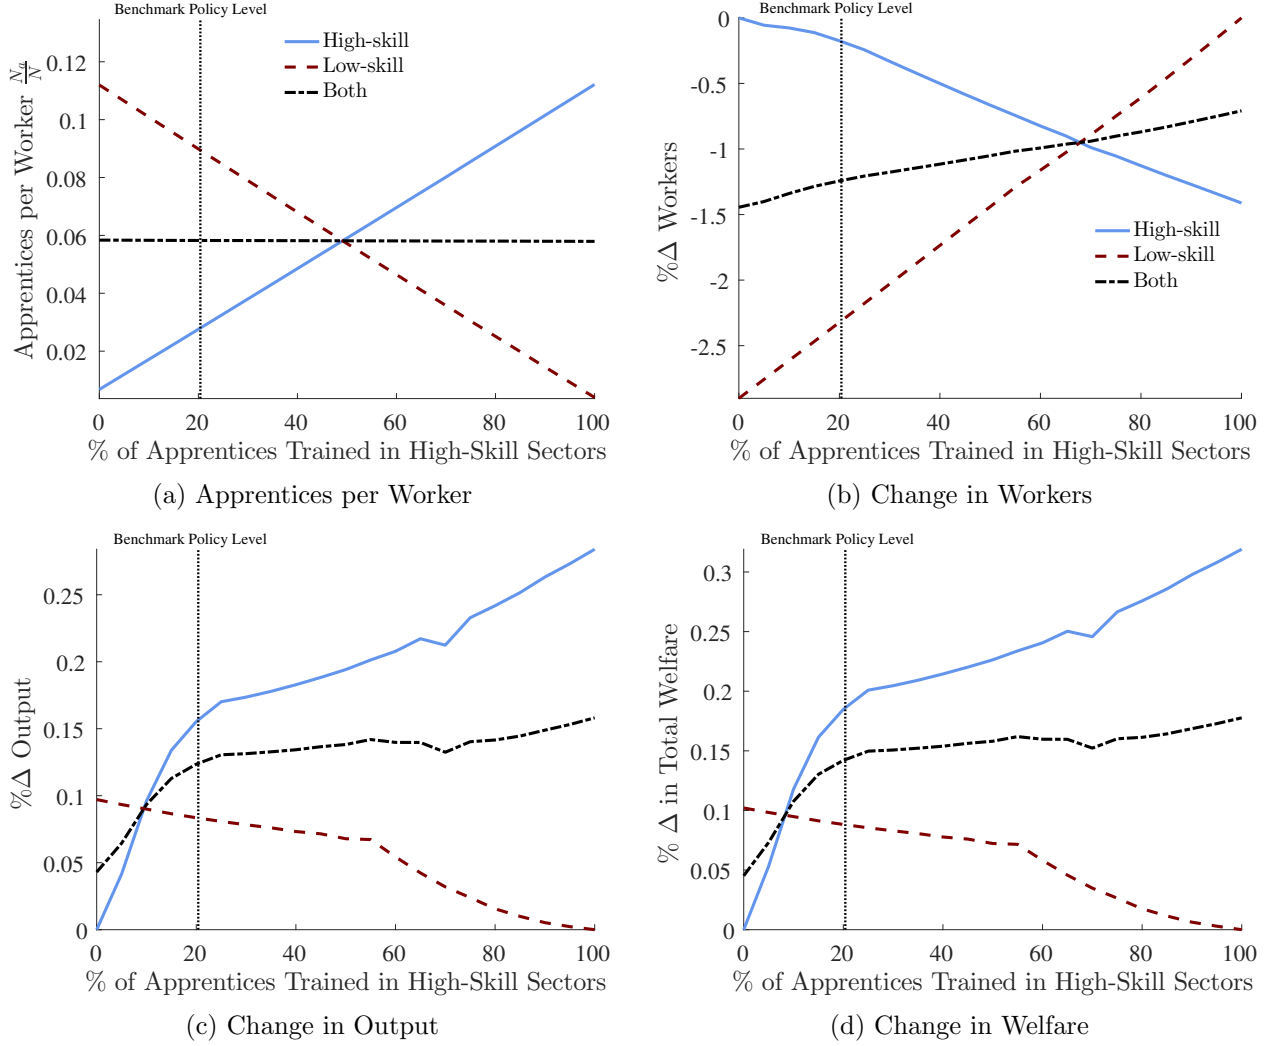 Benchmark Policy Level
High-skill
Low-skill
Both
Apprentices per Worker N_a/N
0.12
0.1
0.08
0.06
0.04
0.02
0 20 40 60 80 100
% of Apprentices Trained in High-Skill Sectors
(a) Apprentices per Worker
Benchmark Policy Level
High-skill
Low-skill
Both
%Δ Workers
0
-0.5
-1
-1.5
-2
-2.5
0 20 40 60 80 100
% of Apprentices Trained in High-Skill Sectors
(b) Change in Workers
Benchmark Policy Level
%Δ Output
0.25
0.2
0.15
0.1
0.05
0
0 20 40 60 80 100
% of Apprentices Trained in High-Skill Sectors
(c) Change in Output
Benchmark Policy Level
% Δ in Total Welfare
0.3
0.25
0.2
0.15
0.1
0.05
0
0 20 40 60 80 100
% of Apprentices Trained in High-Skill Sectors
(d) Change in Welfare